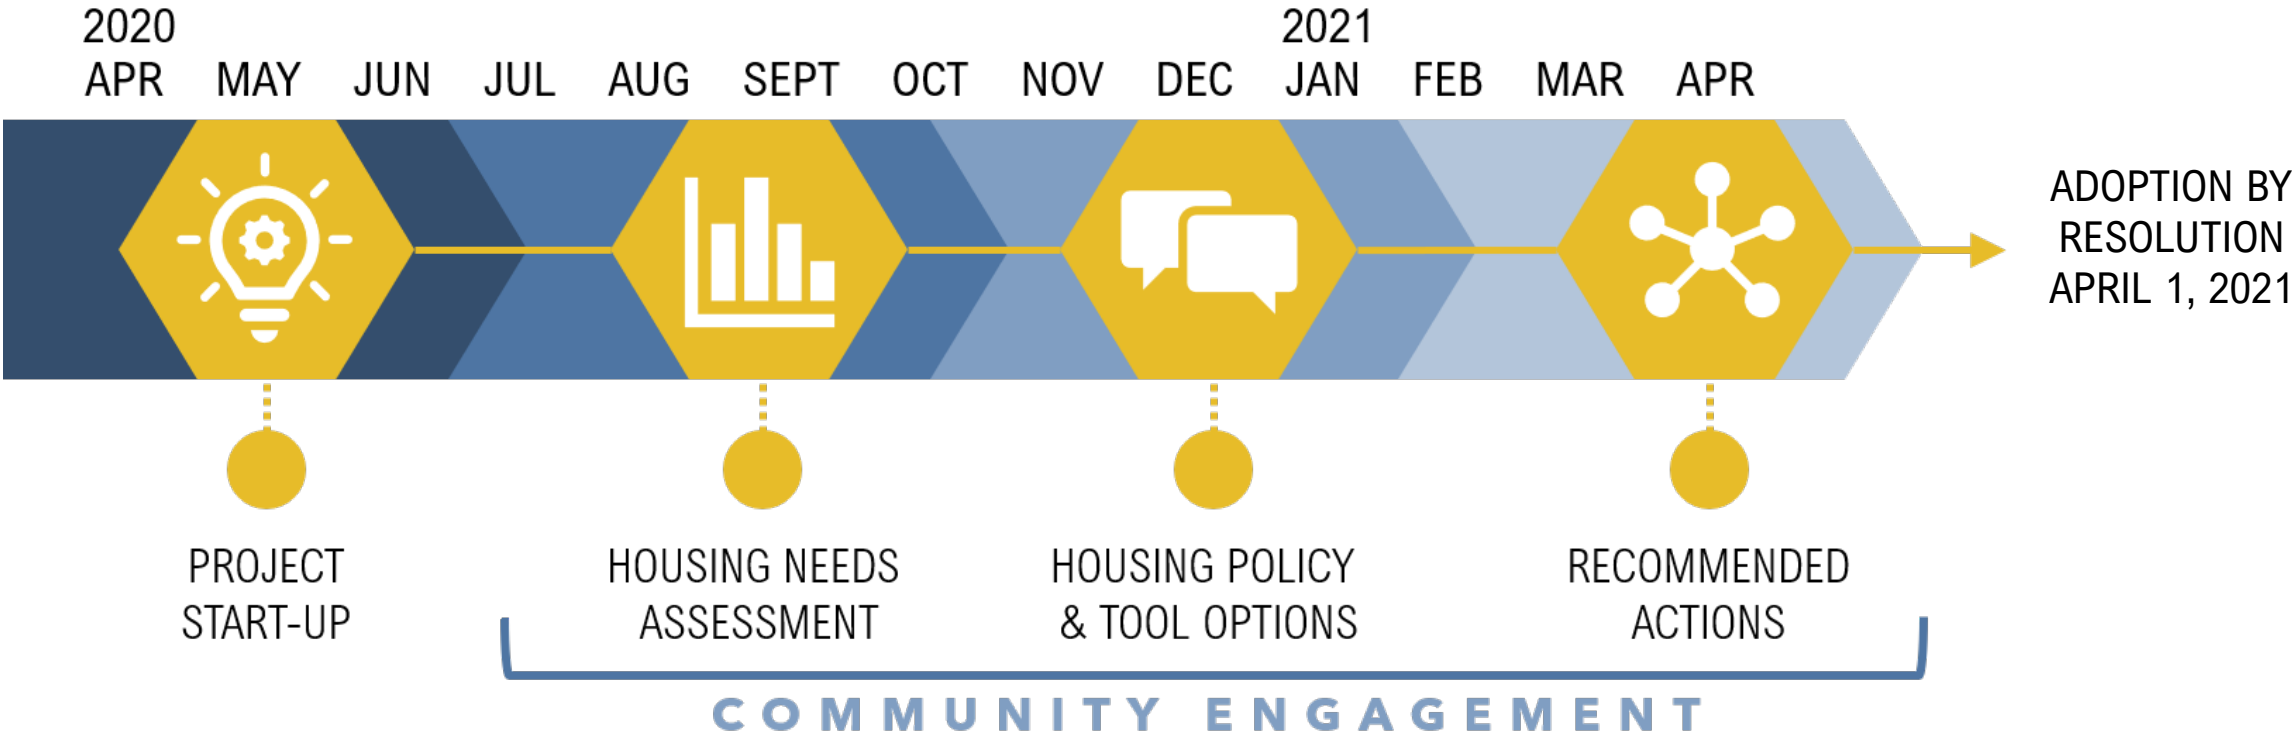 2020 2021
APR MAY JUN JUL AUG SEPT OCT NOV DEC JAN FEB MAR APR
ADOPTION BY
RESOLUTION
APRIL 1, 2021
PROJECT
START-UP
HOUSING NEEDS
ASSESSMENT
HOUSING POLICY
& TOOL OPTIONS
RECOMMENDED
ACTIONS
COMMUNITY ENGAGEMENT